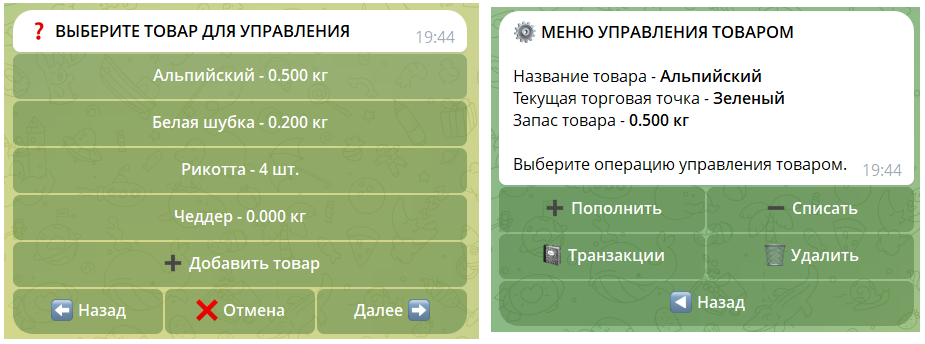 ❓ ВЫБЕРИТЕ ТОВАР ДЛЯ УПРАВЛЕНИЯ
19:44
Альпийский - 0.500 кг
Белая шубка - 0.200 кг
Рикотта - 4 шт.
Чеддер - 0.000 кг
➕ Добавить товар
⬅️ Назад
❌ Отмена
Далее ➡️
⚙️ МЕНЮ УПРАВЛЕНИЯ ТОВАРОМ
Название товара - Альпийский
Текущая торговая точка - Зеленый
Запас товара - 0.500 кг
Выберите операцию управления товаром.
19:44
➕ Пополнить
➖ Списать
📓 Транзакции
🗑 Удалить
◀️ Назад